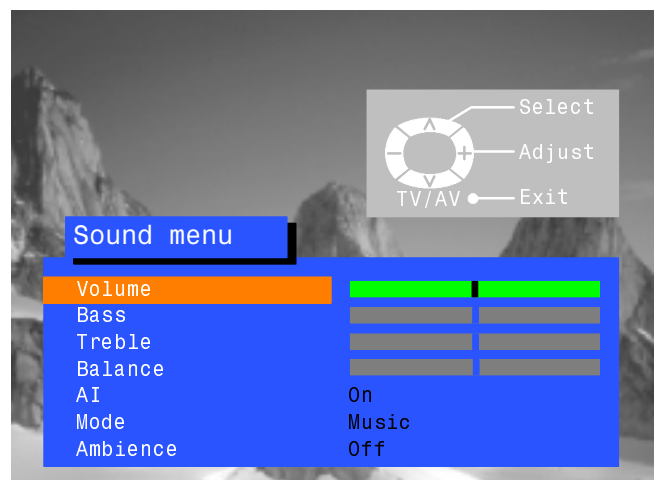 Select
Adjust
TV/AV Exit
Sound menu
Volume
Bass
Treble
Balance
AI On
Mode Music
Ambience Off